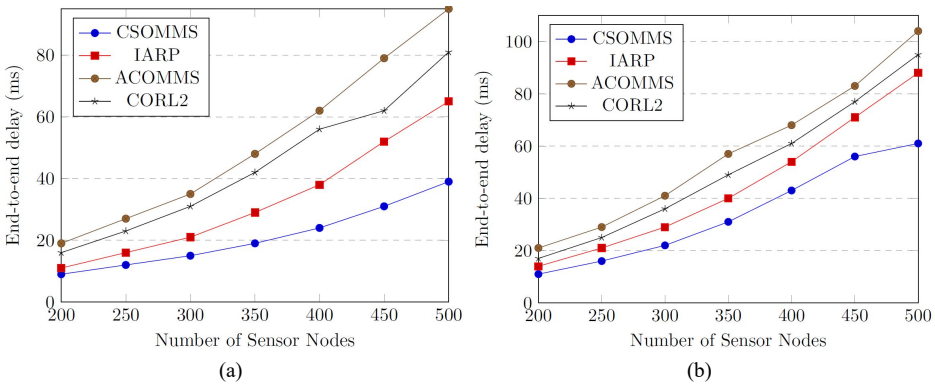 CSOMMS
IARP
ACOMMS
CORL2
80
60
40
20
0
End-to-end delay (ms)
200 250 300 350 400 450 500
Number of Sensor Nodes
(a)
CSOMMS
IARP
ACOMMS
CORL2
100
80
60
40
20
0
End-to-end delay (ms)
200 250 300 350 400 450 500
Number of Sensor Nodes
(b)